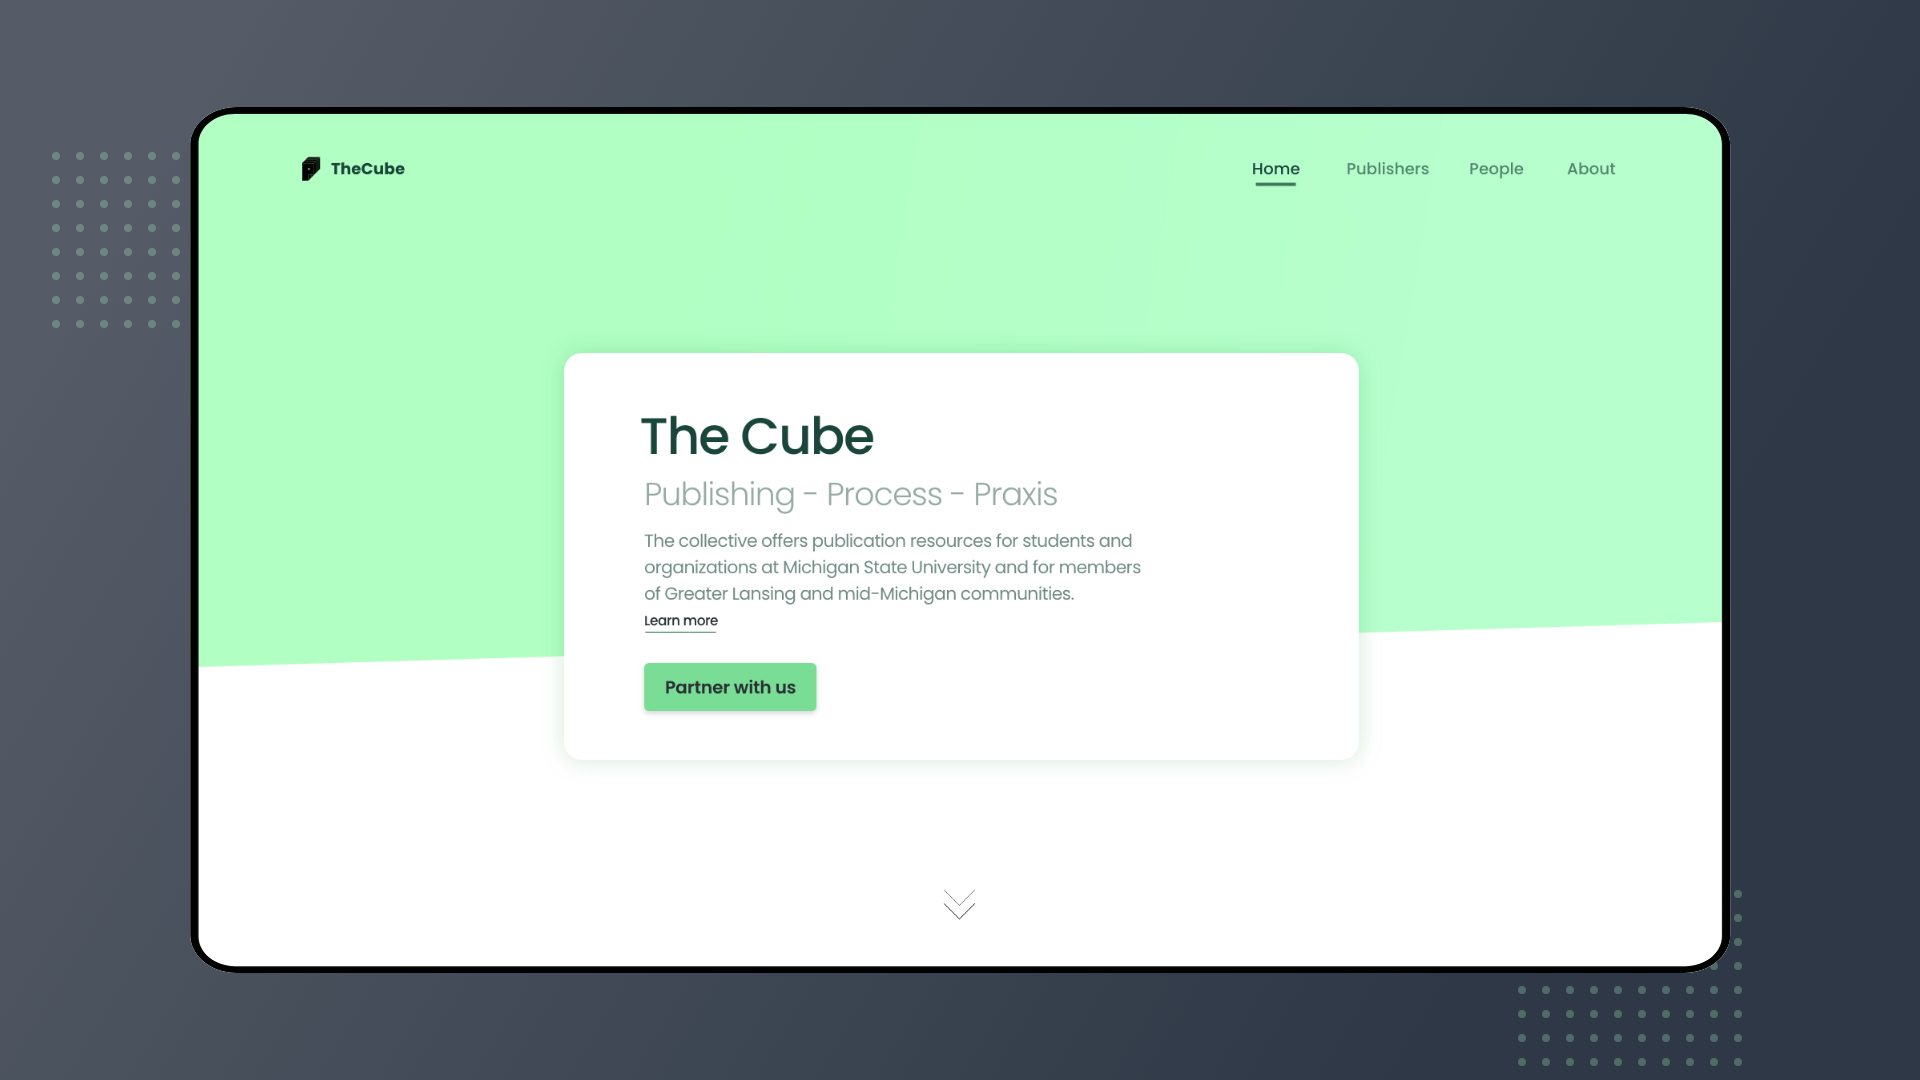 TheCube
Home Publishers People About
The Cube
Publishing - Process - Praxis
The collective offers publication resources for students and
organizations at Michigan State University and for members
of Greater Lansing and mid-Michigan communities.
Learn more
Partner with us